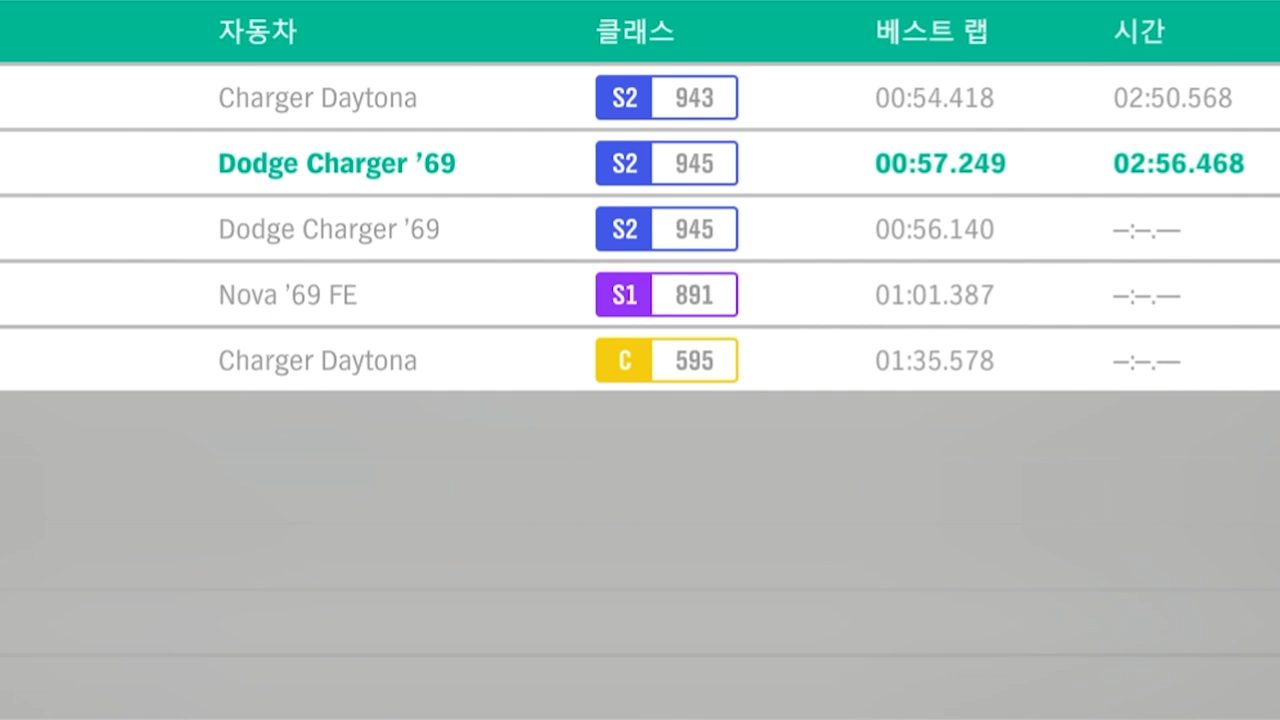 자동차 클래스 베스트 랩 시간
Charger Daytona S2 943 00:54.418 02:50.568
Dodge Charger ’69 S2 945 00:57.249 02:56.468
Dodge Charger ’69 S2 945 00:56.140 –:–.––
Nova ’69 FE S1 891 01:01.387 –:–.––
Charger Daytona C 595 01:35.578 –:–.––